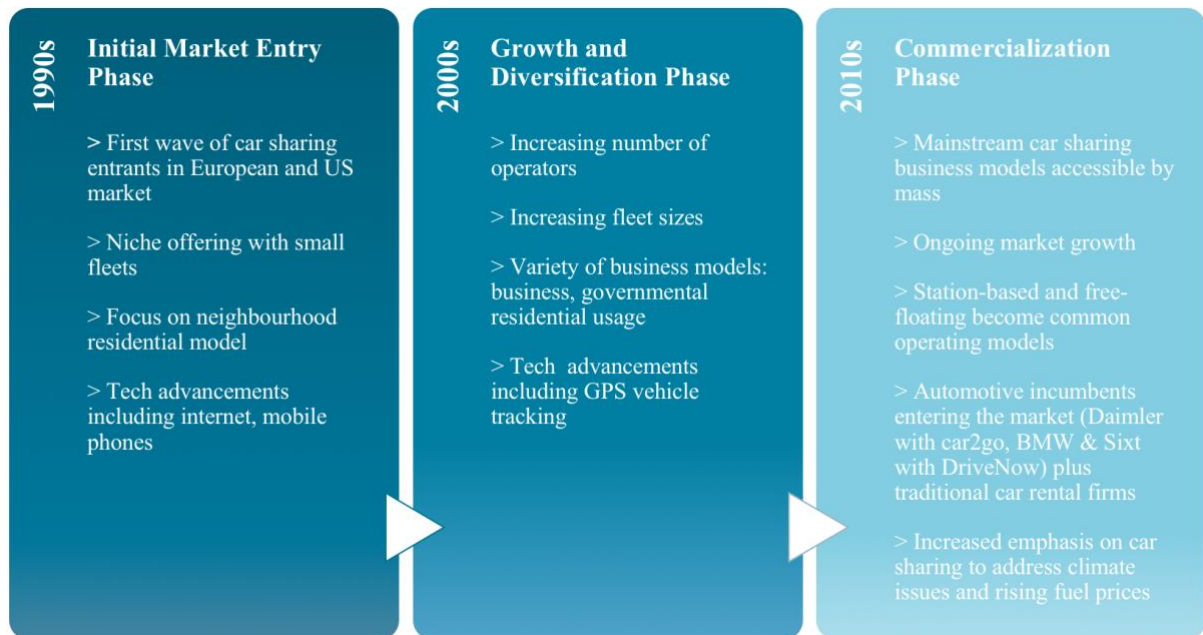 1990s
Initial Market Entry
Phase
> First wave of car sharing
entrants in European and US
market
> Niche offering with small
fleets
> Focus on neighbourhood
residential model
> Tech advancements
including internet, mobile
phones
2000s
Growth and
Diversification Phase
> Increasing number of
operators
> Increasing fleet sizes
> Variety of business models:
business, governmental
residential usage
> Tech advancements
including GPS vehicle
tracking
2010s
Commercialization
Phase
> Mainstream car sharing
business models accessible by
mass
> Ongoing market growth
> Station-based and free-
floating become common
operating models
> Automotive incumbents
entering the market (Daimler
with car2go, BMW & Sixt
with DriveNow) plus
traditional car rental firms
> Increased emphasis on car
sharing to address climate
issues and rising fuel prices